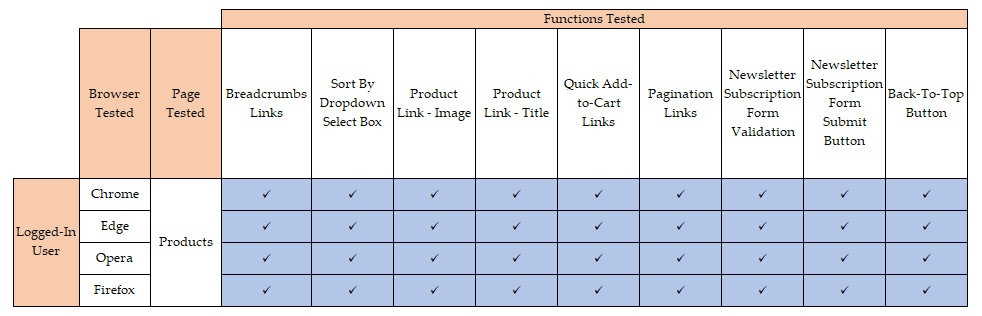 Functions Tested
Browser
Tested
Page
Tested
Breadcrumbs
Links
Sort By
Dropdown
Select Box
Product
Link - Image
Product
Link - Title
Quick Add-
to-Cart
Links
Pagination
Links
Newsletter
Subscription
Form
Validation
Newsletter
Subscription
Form
Submit
Button
Back-To-Top
Button
Logged-In
User
Chrome
Products
✓ ✓ ✓ ✓ ✓ ✓ ✓ ✓ ✓
Edge
✓ ✓ ✓ ✓ ✓ ✓ ✓ ✓ ✓
Opera
✓ ✓ ✓ ✓ ✓ ✓ ✓ ✓ ✓
Firefox
✓ ✓ ✓ ✓ ✓ ✓ ✓ ✓ ✓